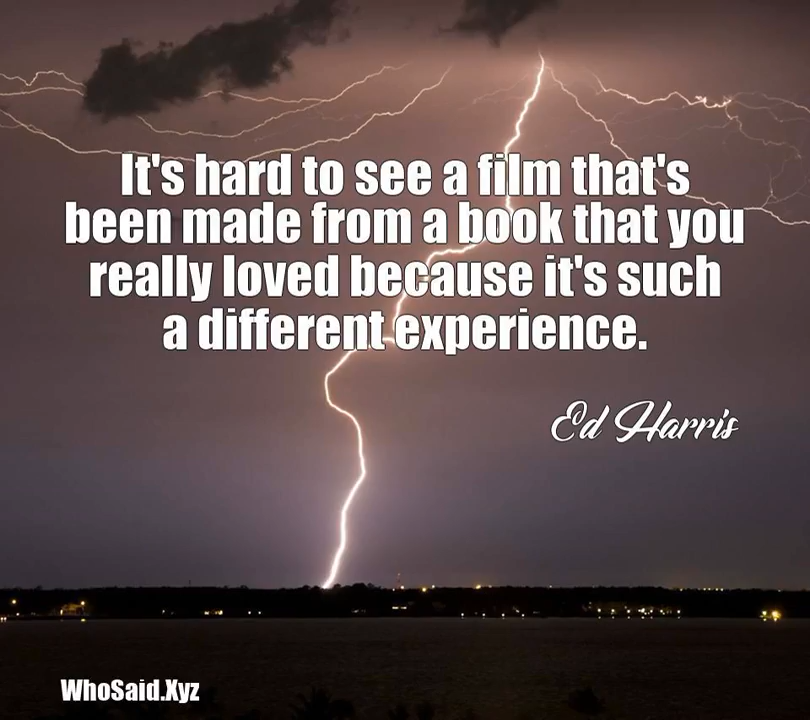 It's hard to see a film that's
been made from a book that you
really loved because it's such
a different experience.
Ed Harris
WhoSaid.Xyz